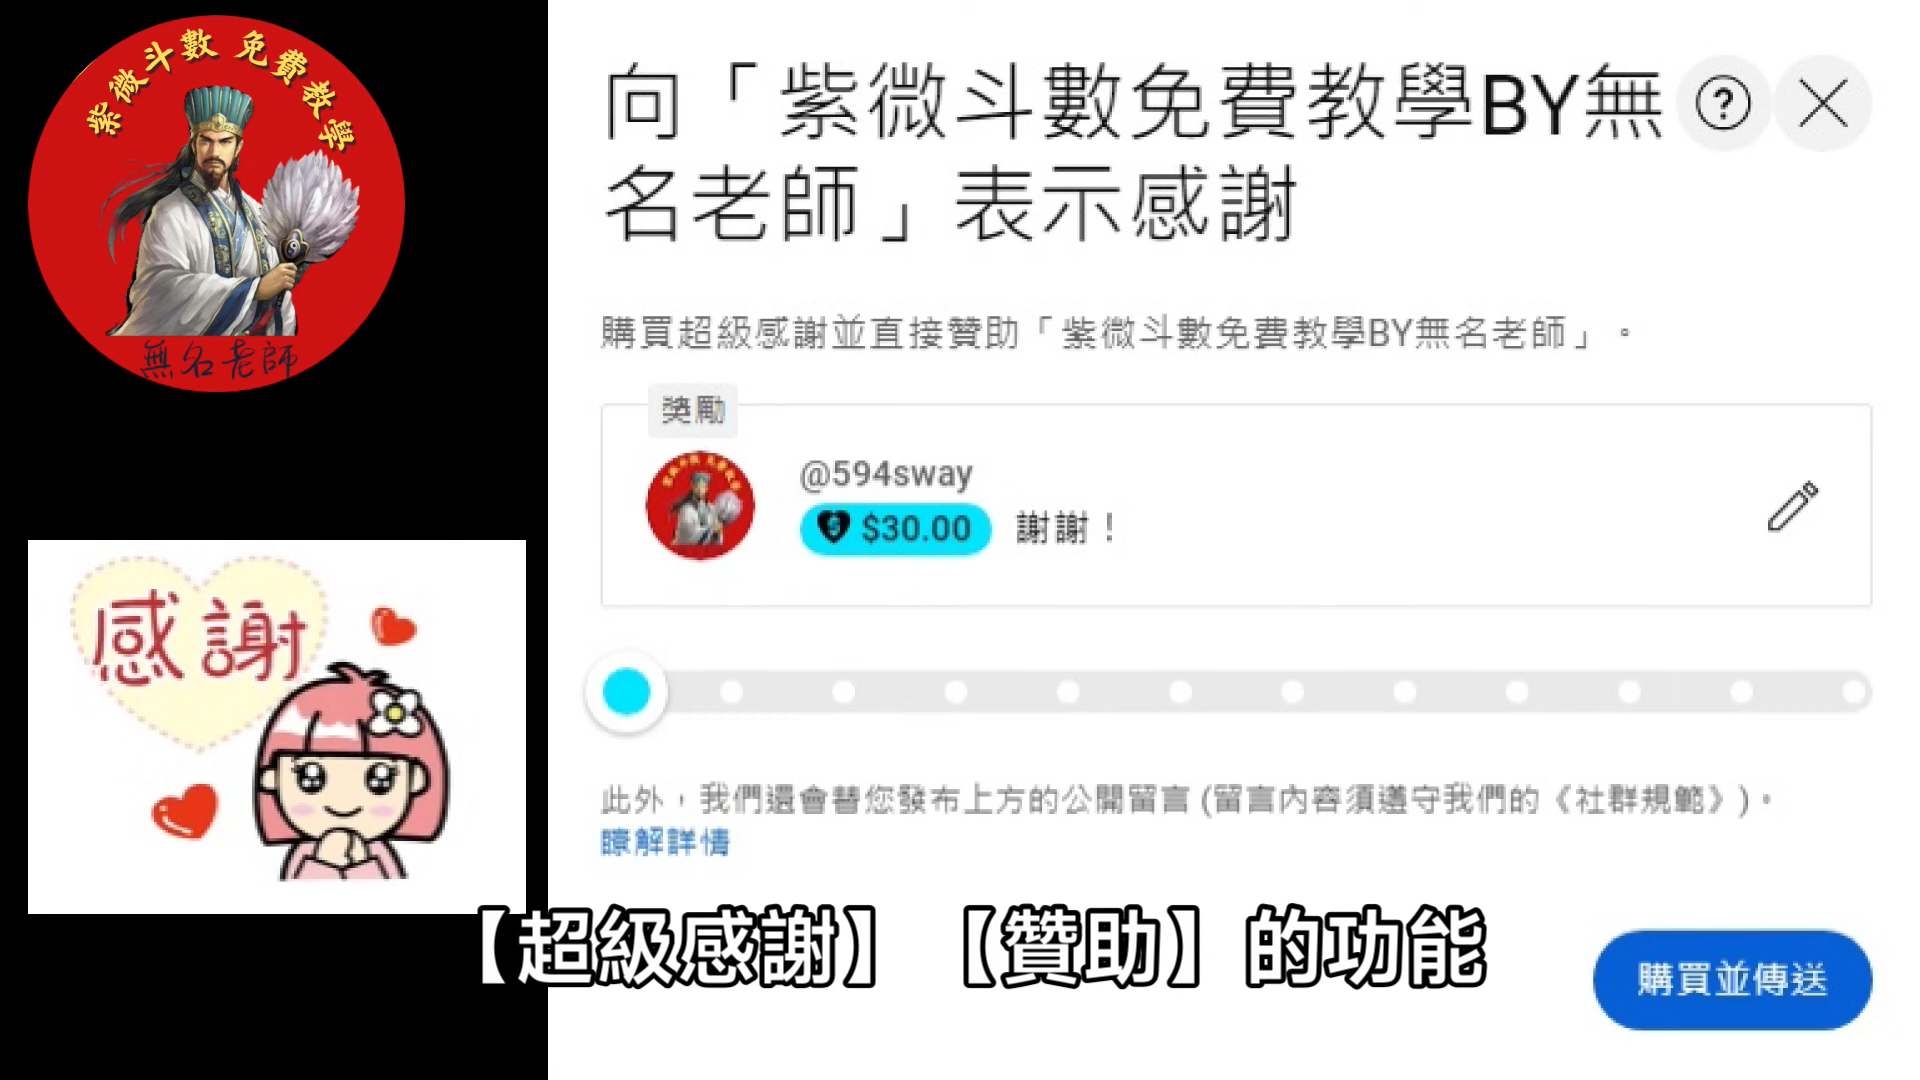 紫微斗數 免費教學
無名老師
感謝
向「紫微斗數免費教學BY無
名老師」表示感謝
購買超級感謝並直接贊助「紫微斗數免費教學BY無名老師」。
獎勵
@594sway
$30.00 謝謝！
此外，我們還會替您發布上方的公開留言 (留言內容須遵守我們的《社群規範》)。
瞭解詳情
【超級感謝】【贊助】的功能
購買並傳送